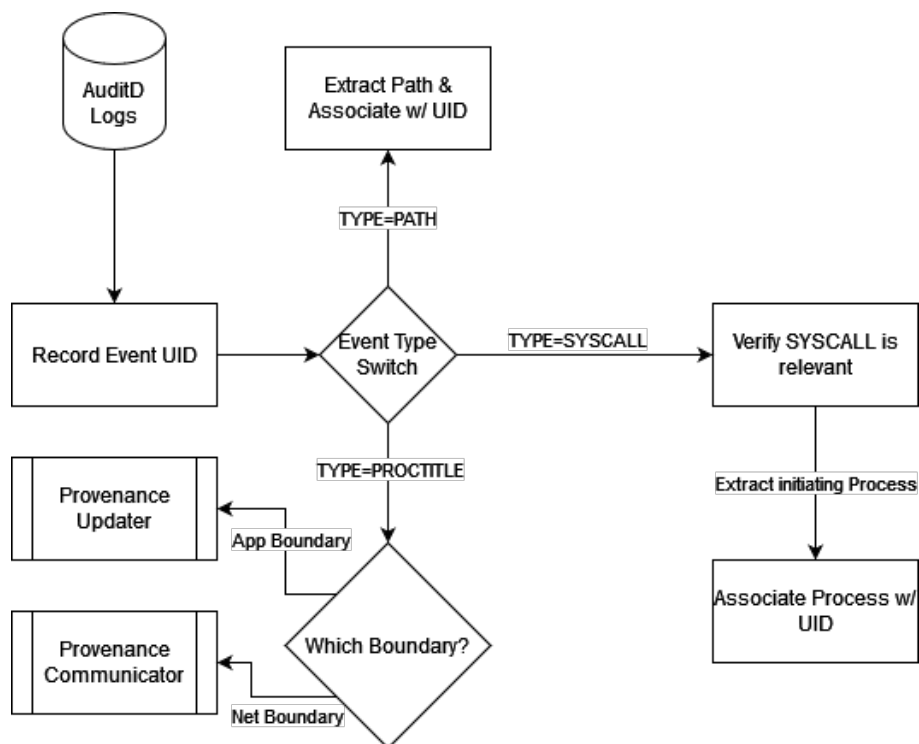 AuditD
Logs
Extract Path &
Associate w/ UID
TYPE=PATH
Record Event UID
Event Type
Switch
TYPE=SYSCALL
Verify SYSCALL is
relevant
TYPE=PROCTITLE
Extract initiating Process
Provenance
Updater
App Boundary
Associate Process w/
UID
Which Boundary?
Provenance
Communicator
Net Boundary